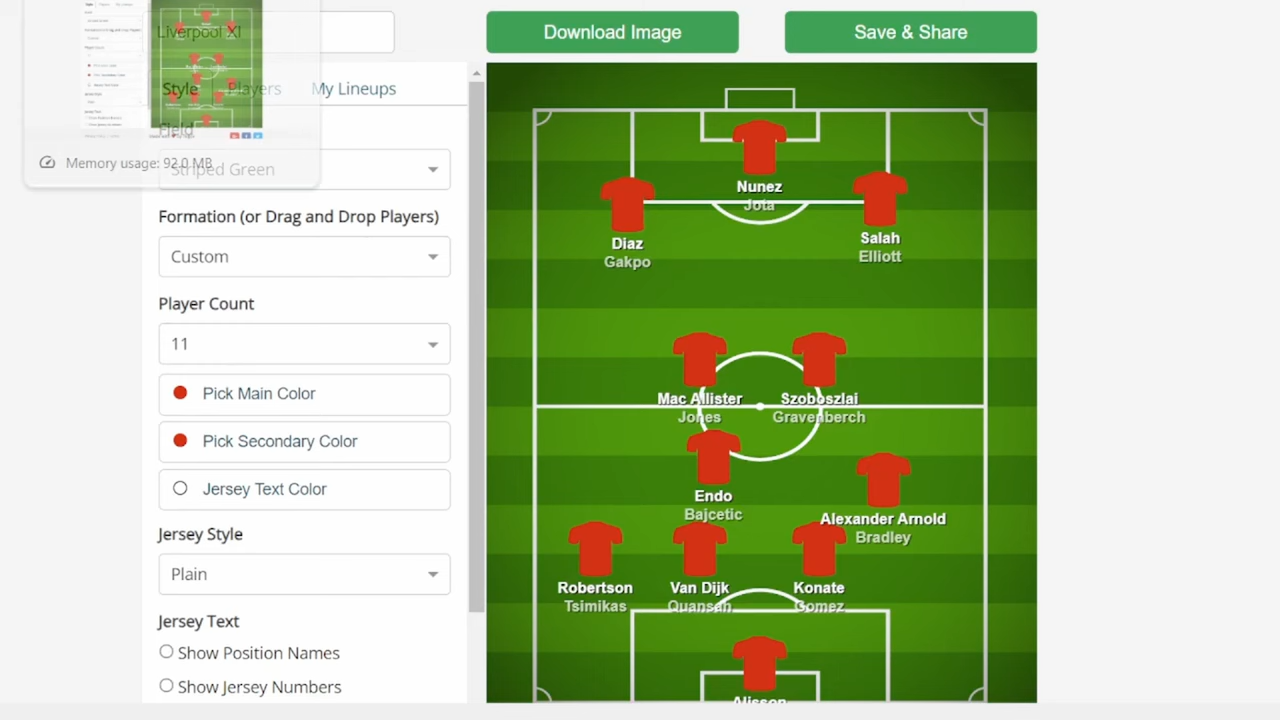 Liverpool XI
Download Image
Save & Share
Style
Players
My Lineups
Field
Memory usage: 92.0 MB
Striped Green
Formation (or Drag and Drop Players)
Custom
Player Count
11
Pick Main Color
Pick Secondary Color
Jersey Text Color
Jersey Style
Plain
Jersey Text
Show Position Names
Show Jersey Numbers
Nunez
Jota
Diaz
Gakpo
Salah
Elliott
Mac Allister
Jones
Szoboszlai
Gravenberch
Endo
Bajcetic
Alexander Arnold
Bradley
Robertson
Tsimikas
Van Dijk
Quansah
Konate
Gomez
Alisson